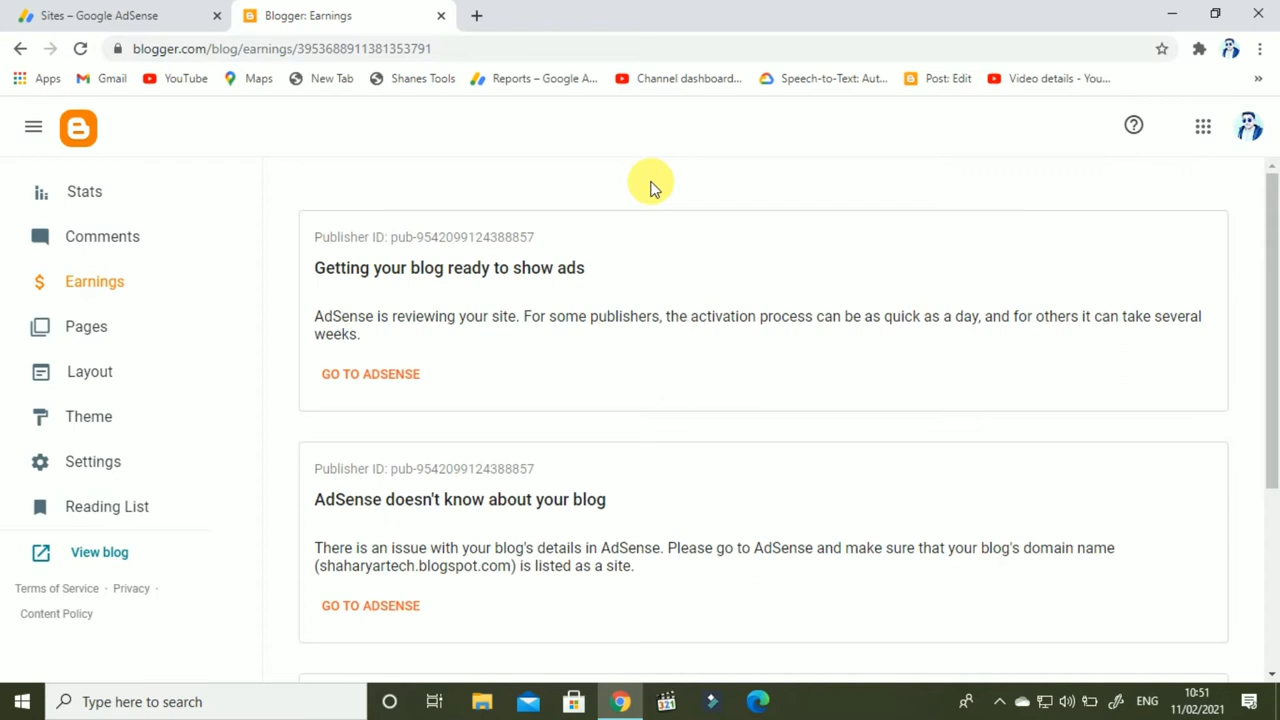 Sites – Google AdSense
Blogger: Earnings
blogger.com/blog/earnings/3953688911381353791
Apps
Gmail
YouTube
Maps
New Tab
Shanes Tools
Reports – Google A...
Channel dashboard...
Speech-to-Text: Aut...
Post: Edit
Video details - You...
Stats
Comments
Earnings
Pages
Layout
Theme
Settings
Reading List
View blog
Terms of Service · Privacy ·
Content Policy
Publisher ID: pub-9542099124388857
Getting your blog ready to show ads
AdSense is reviewing your site. For some publishers, the activation process can be as quick as a day, and for others it can take several
weeks.
GO TO ADSENSE
Publisher ID: pub-9542099124388857
AdSense doesn't know about your blog
There is an issue with your blog's details in AdSense. Please go to AdSense and make sure that your blog's domain name
(shaharyartech.blogspot.com) is listed as a site.
GO TO ADSENSE
Type here to search
321
ENG
10:51
11/02/2021